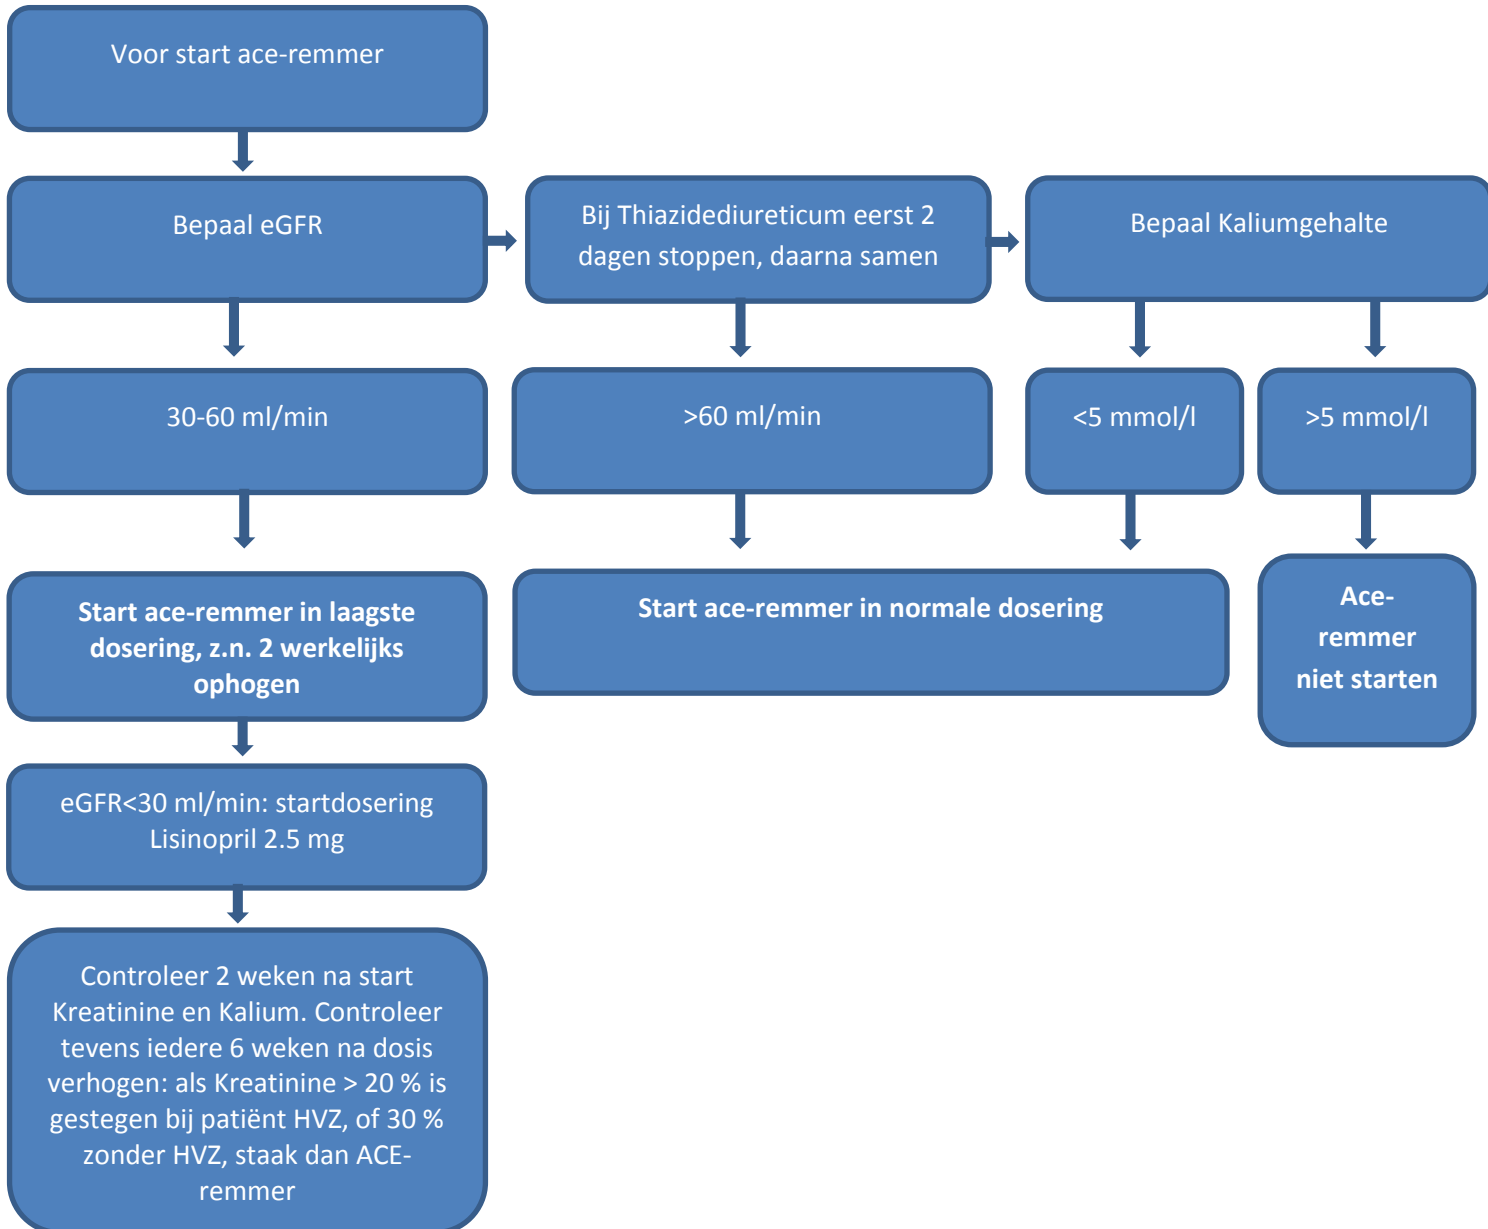 Voor start ace-remmer
Bepaal eGFR
Bij Thiazidediureticum eerst 2
dagen stoppen, daarna samen
Bepaal Kaliumgehalte
30-60 ml/min
>60 ml/min
<5 mmol/l
>5 mmol/l
Start ace-remmer in laagste
dosering, z.n. 2 werkelijks
ophogen
Start ace-remmer in normale dosering
Ace-
remmer
niet starten
eGFR<30 ml/min: startdosering
Lisinopril 2.5 mg
Controleer 2 weken na start
Kreatinine en Kalium. Controleer
tevens iedere 6 weken na dosis
verhogen: als Kreatinine > 20 % is
gestegen bij patiënt HVZ, of 30 %
zonder HVZ, staak dan ACE-
remmer